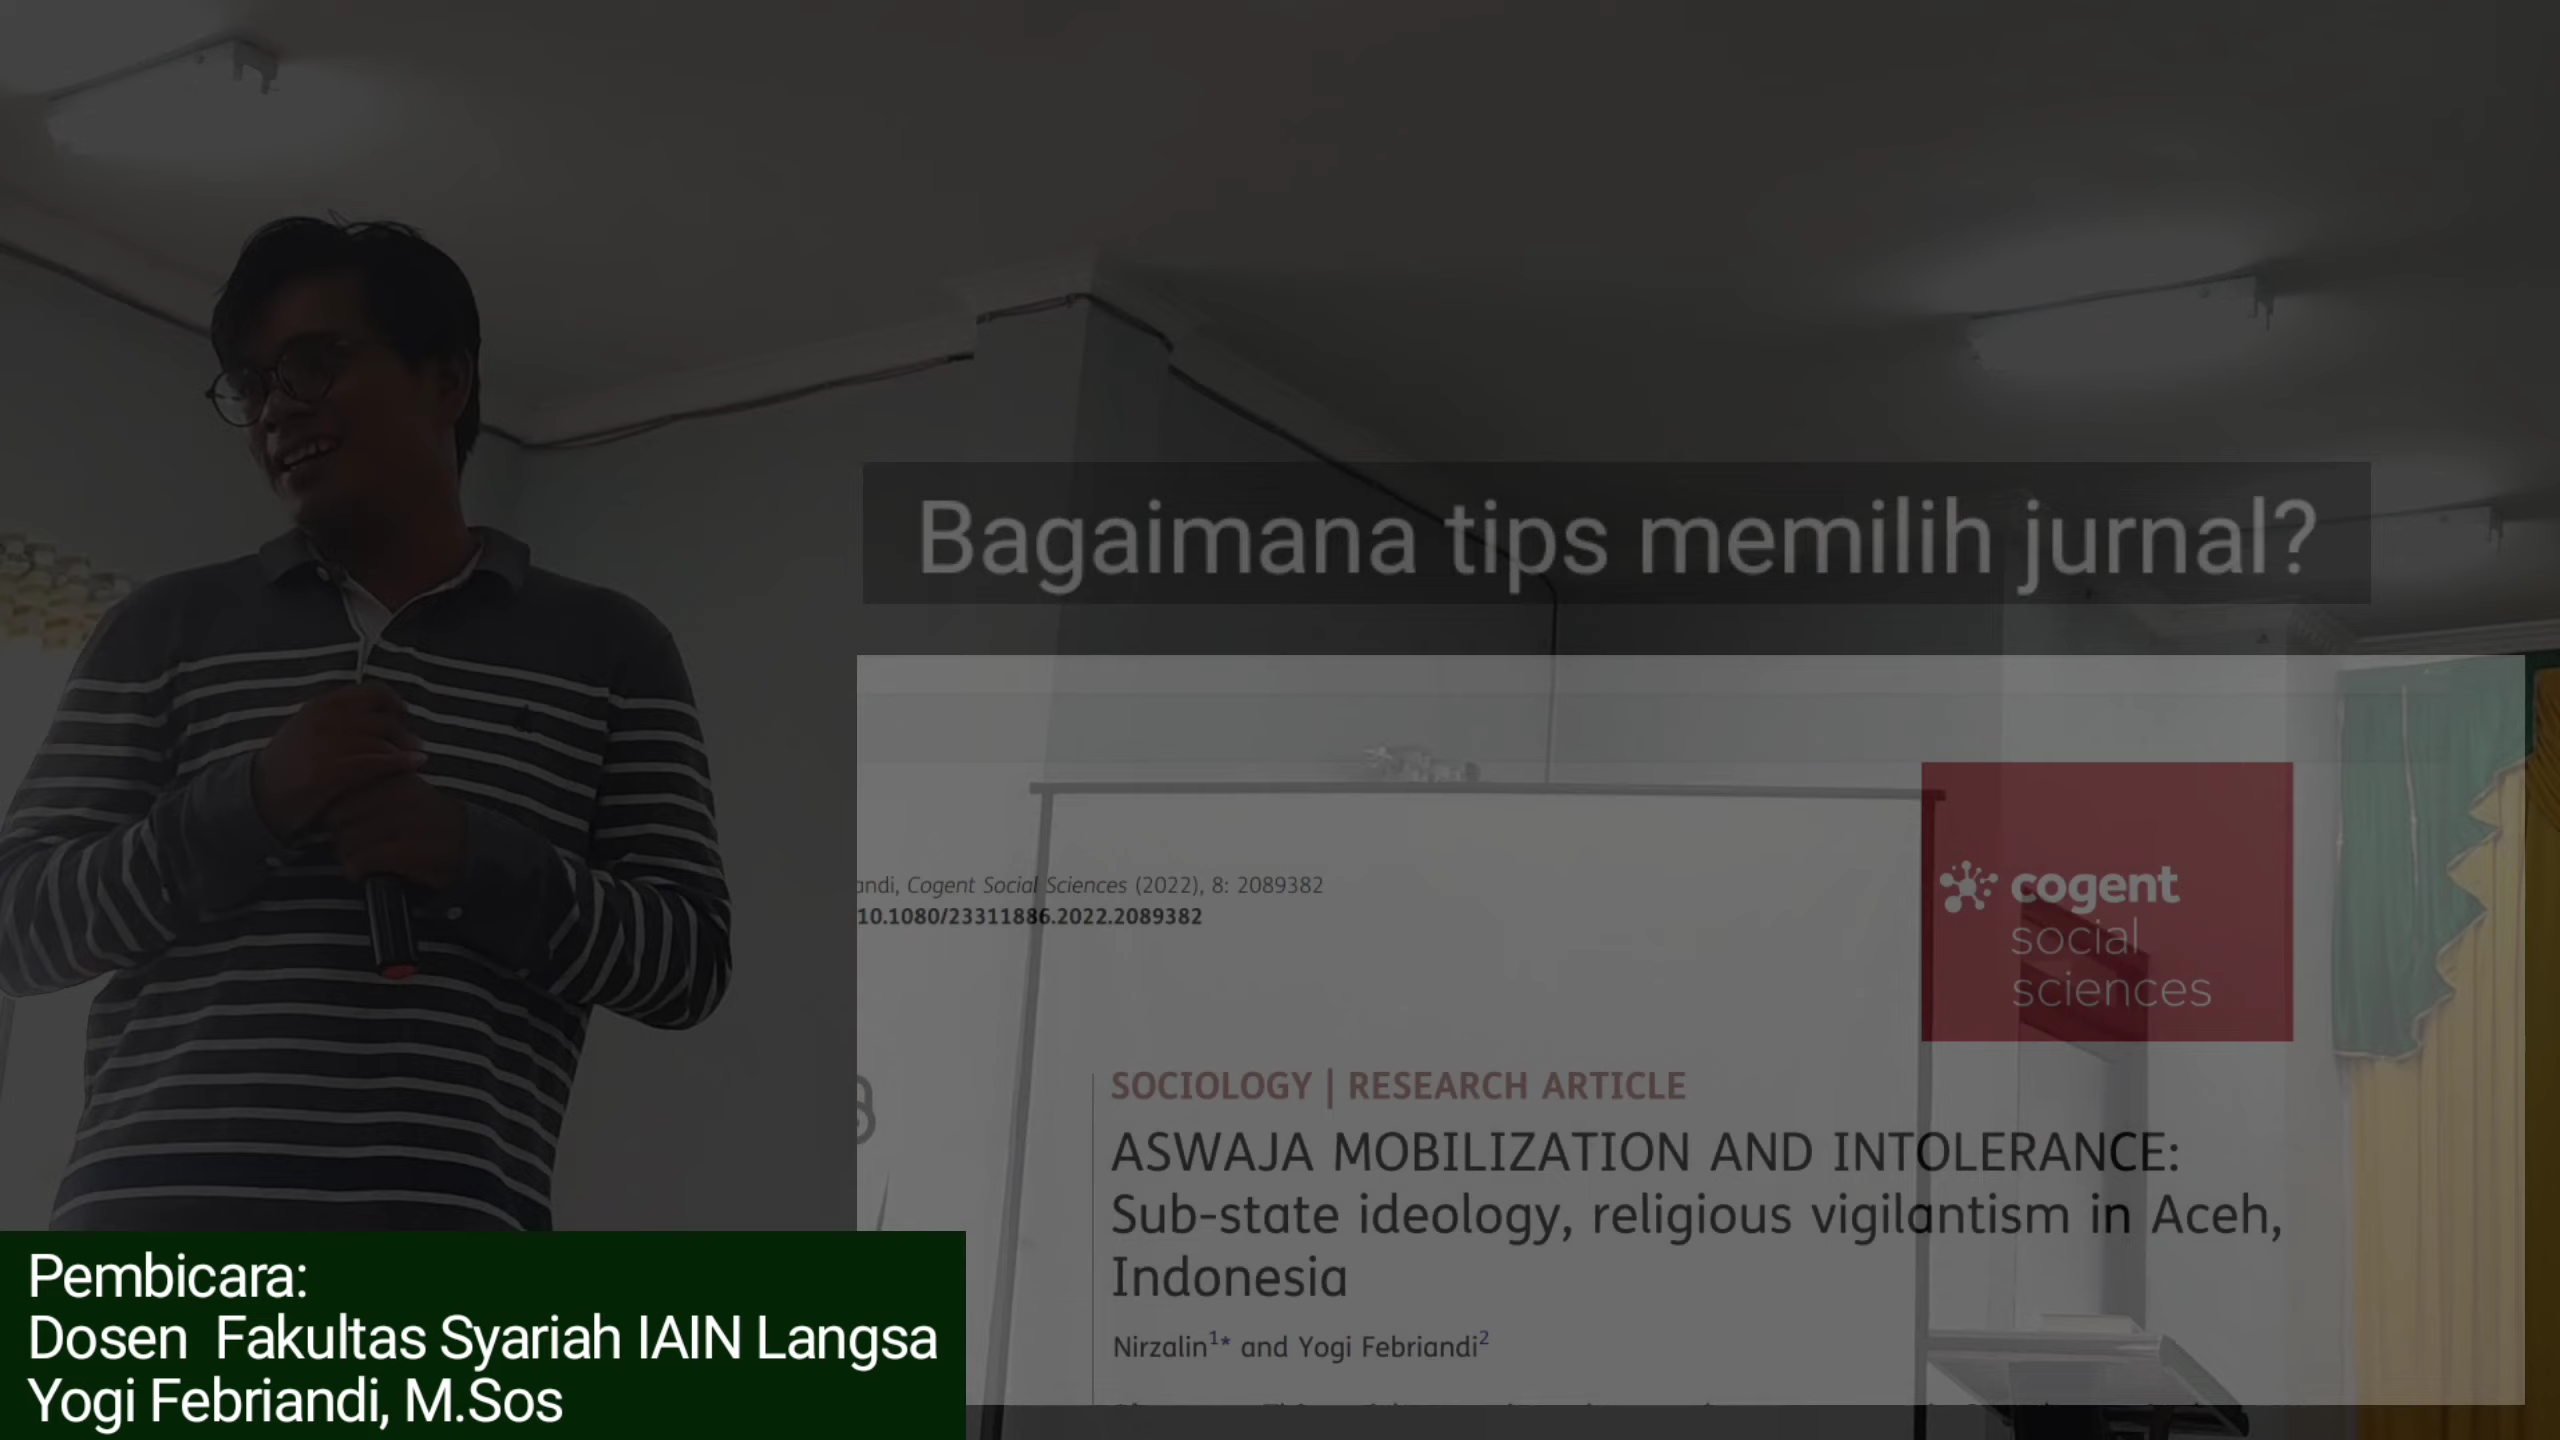 Bagaimana tips memilih jurnal?
andi, Cogent Social Sciences (2022), 8: 2089382
10.1080/23311886.2022.2089382
cogent
social
sciences
SOCIOLOGY | RESEARCH ARTICLE
ASWAJA MOBILIZATION AND INTOLERANCE:
Sub-state ideology, religious vigilantism in Aceh,
Indonesia
Nirzalin1* and Yogi Febriandi2
Pembicara:
Dosen Fakultas Syariah IAIN Langsa
Yogi Febriandi, M.Sos